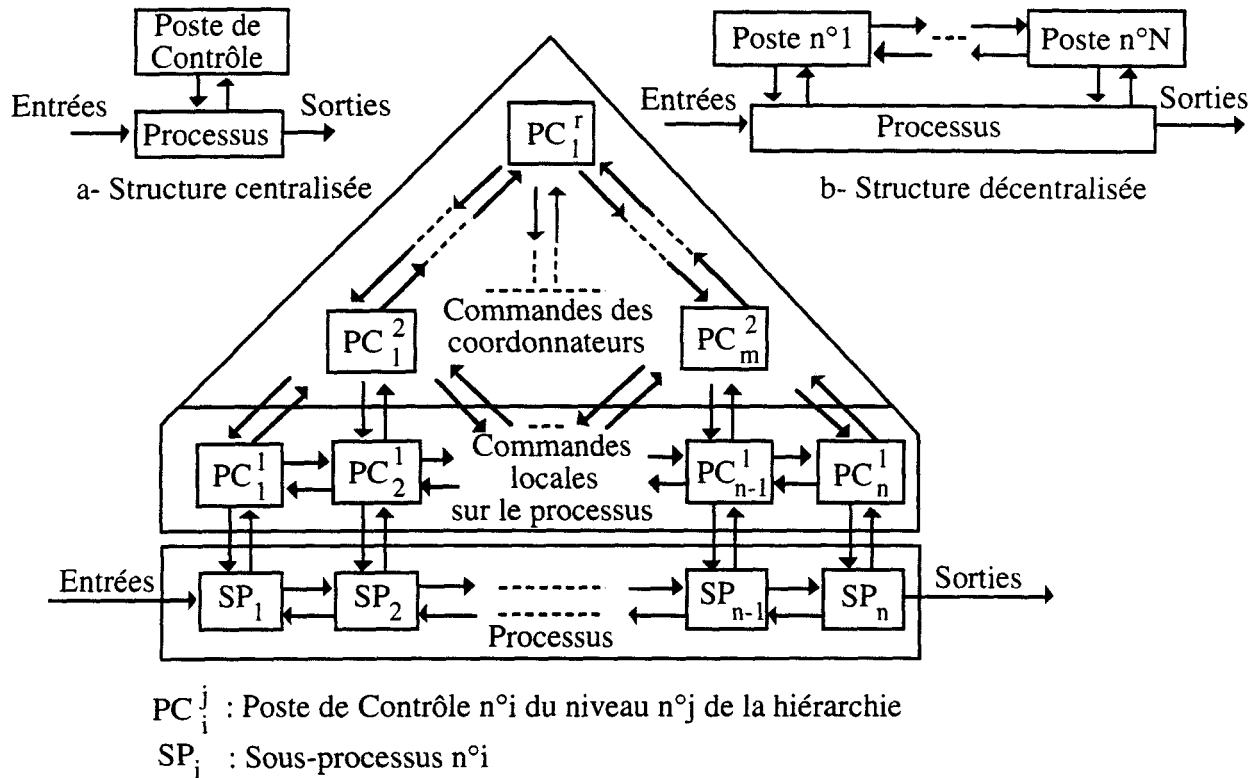 Poste de
Contrôle
Entrées
Sorties
Processus
a- Structure centralisée
Poste n°1
Poste n°N
Entrées
Sorties
Processus
b- Structure décentralisée
PC r 1
Commandes des
coordonnateurs
PC 2 1
PC 2 m
PC 1 1
PC 1 2
Commandes
locales
sur le processus
PC 1 n-1
PC 1 n
Entrées
SP 1
SP 2
SP n-1
SP n
Sorties
Processus
PC j i : Poste de Contrôle n°i du niveau n°j de la hiérarchie
SP i : Sous-processus n°i